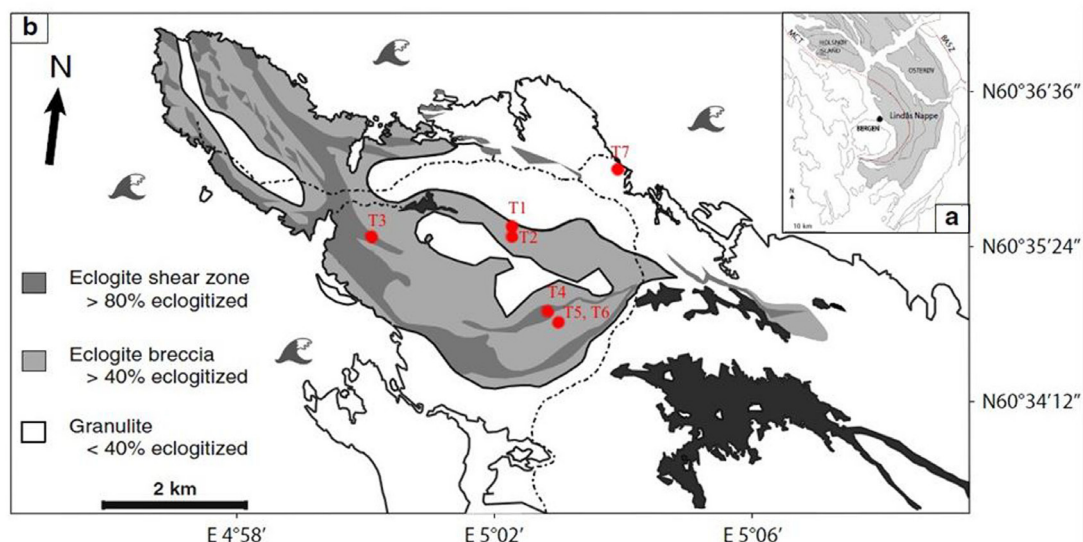 b
N
MCT
HOLSNØY
ISLAND
BASZ
OSTERØY
Lindås Nappe
BERGEN
N
10 km
a
N60°36’36”
T7
T1
T2
T3
N60°35’24”
T4
T5, T6
Eclogite shear zone
> 80% eclogitized
Eclogite breccia
> 40% eclogitized
N60°34’12”
Granulite
< 40% eclogitized
2 km
E 4°58’
E 5°02’
E 5°06’